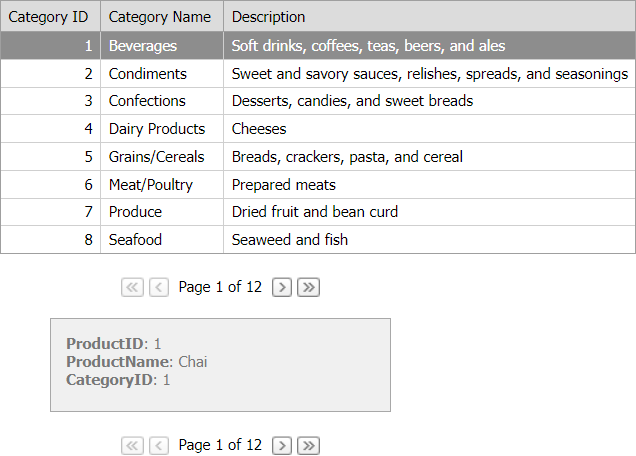 Category ID Category Name Description
1 Beverages Soft drinks, coffees, teas, beers, and ales
2 Condiments Sweet and savory sauces, relishes, spreads, and seasonings
3 Confections Desserts, candies, and sweet breads
4 Dairy Products Cheeses
5 Grains/Cereals Breads, crackers, pasta, and cereal
6 Meat/Poultry Prepared meats
7 Produce Dried fruit and bean curd
8 Seafood Seaweed and fish
Page 1 of 12
ProductID: 1
ProductName: Chai
CategoryID: 1
Page 1 of 12